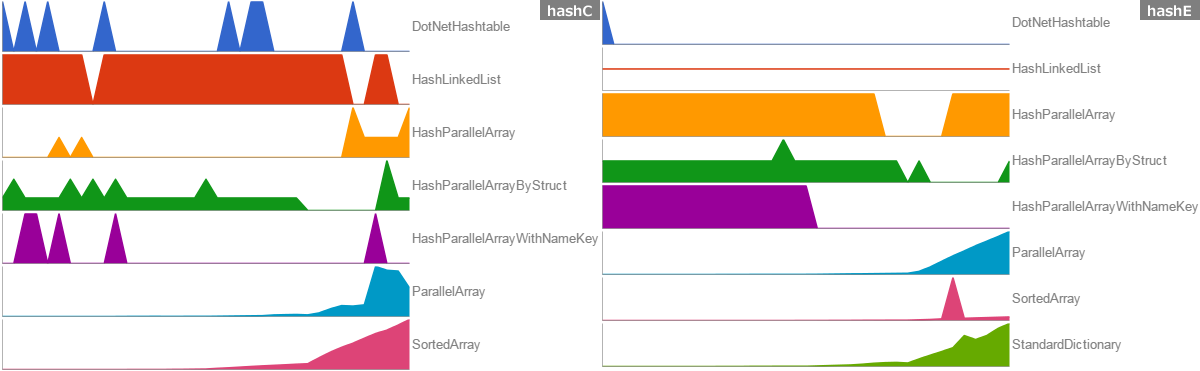 hashC
DotNetHashtable
HashLinkedList
HashParallelArray
HashParallelArrayByStruct
HashParallelArrayWithNameKey
ParallelArray
SortedArray
hashE
DotNetHashtable
HashLinkedList
HashParallelArray
HashParallelArrayByStruct
HashParallelArrayWithNameKey
ParallelArray
SortedArray
StandardDictionary